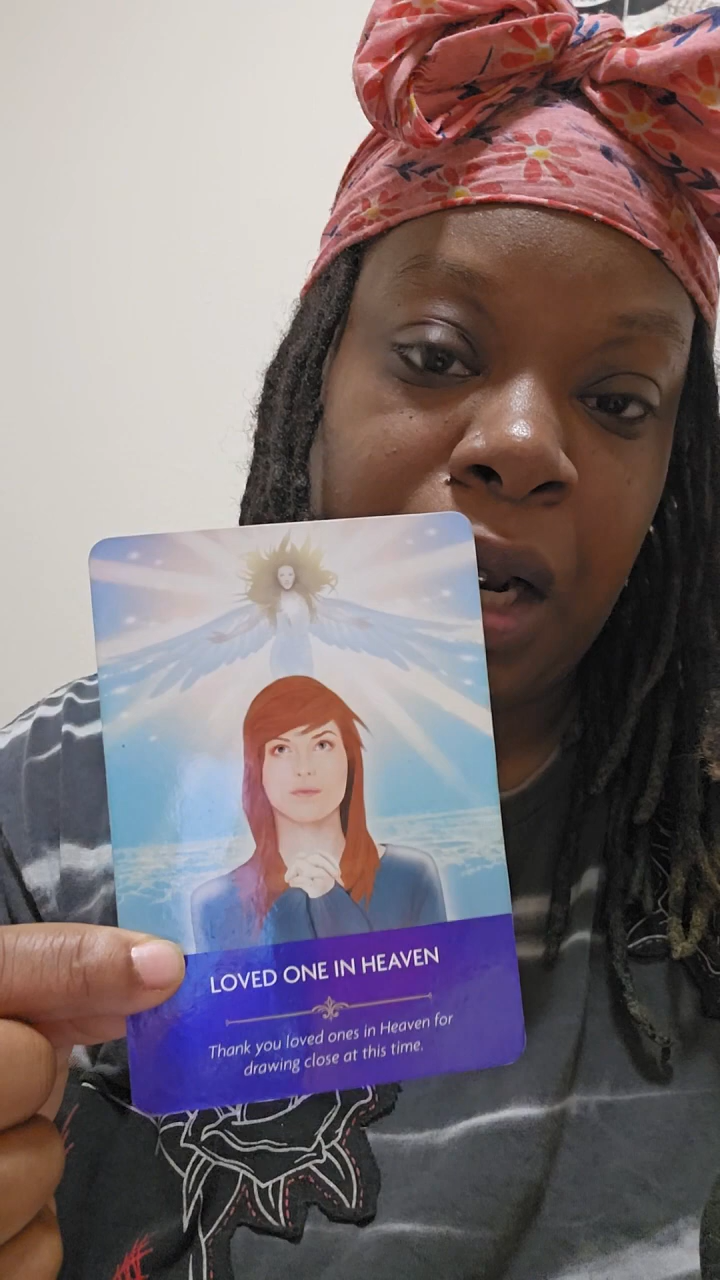 LOVED ONE IN HEAVEN
Thank you loved ones in Heaven for
drawing close at this time.